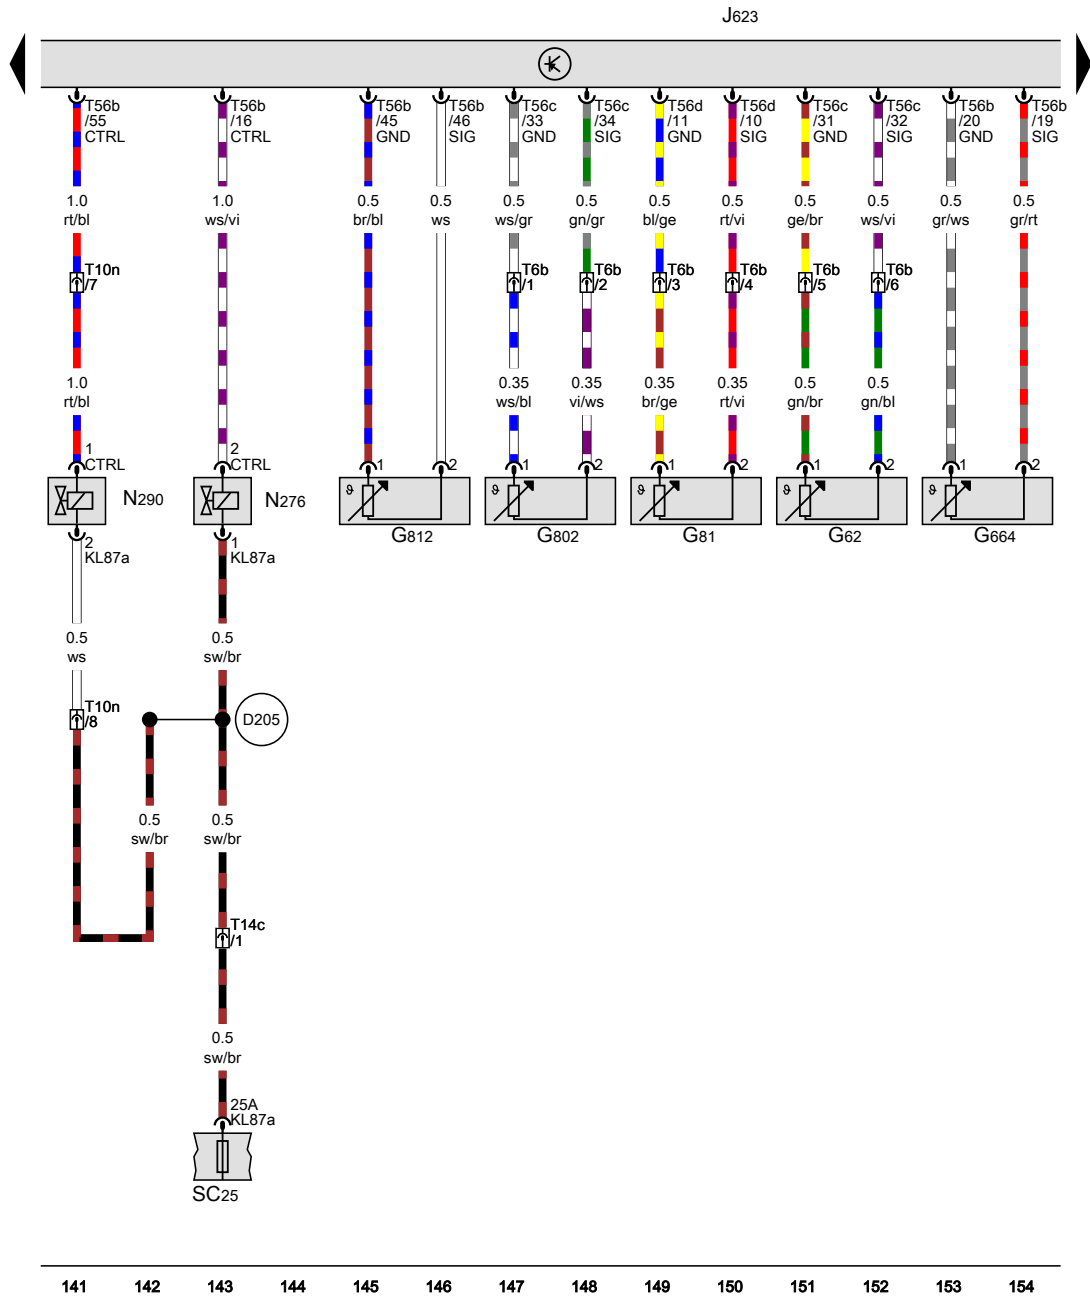 J623
T56b T56b T56b T56b T56c T56c T56d T56d T56c T56c T56b T56b
/55 /16 /45 /46 /33 /34 /11 /10 /31 /32 /20 /19
CTRL CTRL GND SIG GND SIG GND SIG GND SIG GND SIG
1.0 1.0 0.5 0.5 0.5 0.5 0.5 0.5 0.5 0.5 0.5 0.5
rt/bl ws/vi br/bl ws ws/gr gn/gr bl/ge rt/vi ge/br ws/vi gr/ws gr/rt
T10n T6b T6b T6b T6b T6b T6b
/7 /1 /2 /3 /4 /5 /6
1.0 0.35 0.35 0.35 0.35 0.5 0.5
rt/bl ws/bl vi/ws br/ge rt/vi gn/br gn/bl
1 2
CTRL CTRL 1 2 1 2 1 2 1 2 1 2
ϑ ϑ ϑ ϑ ϑ
N290 N276
G812 G802 G81 G62 G664
2 1
KL87a KL87a
0.5 0.5
ws sw/br
T10n
/8
D205
0.5 0.5
sw/br sw/br
T14c
/1
0.5
sw/br
25A
KL87a
SC25
141 142 143 144 145 146 147 148 149 150 151 152 153 154